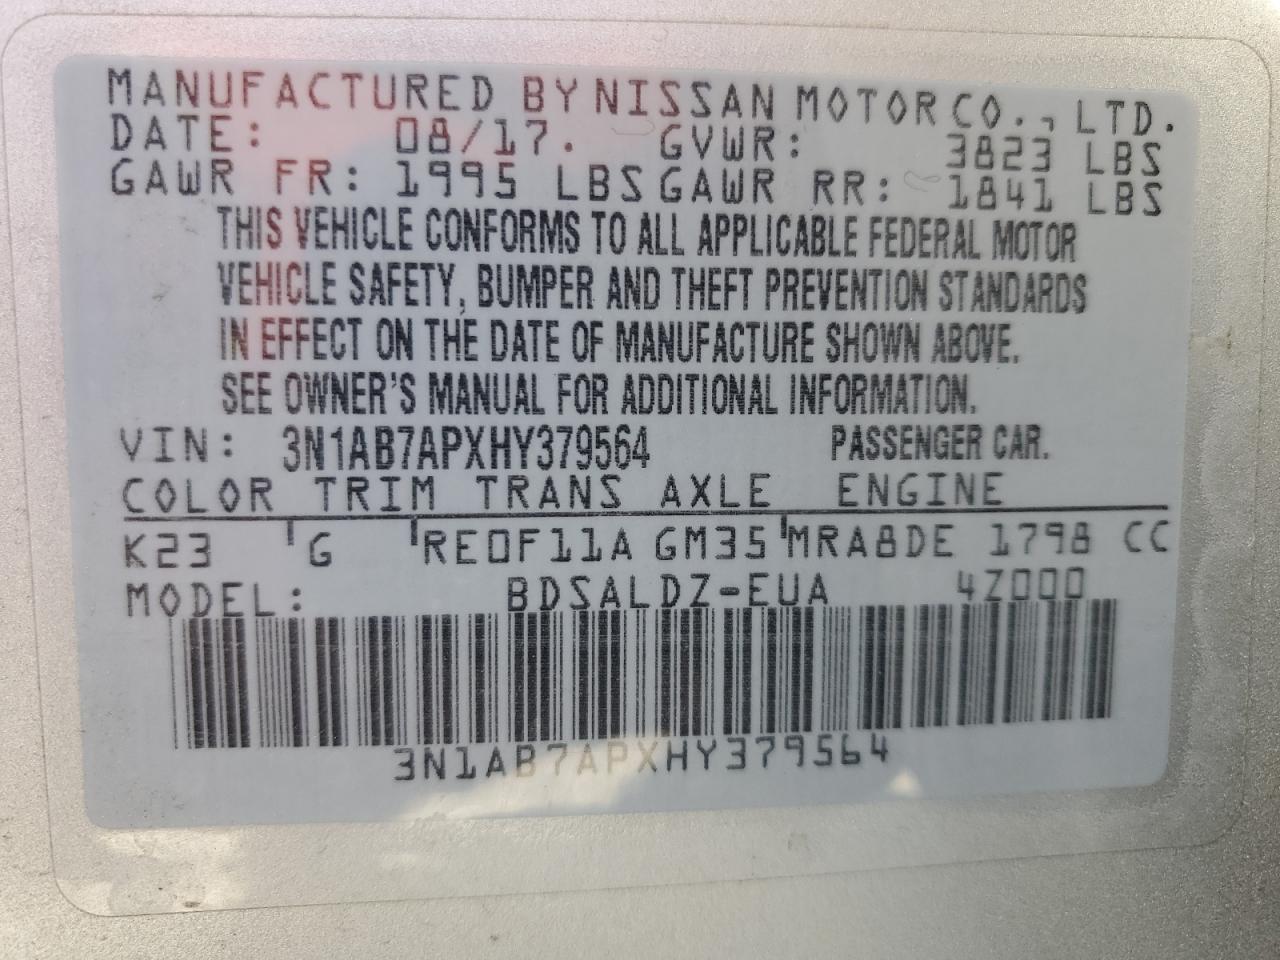 MANUFACTURED BY NISSAN MOTOR CO., LTD.
DATE: 08/17. GVWR: 3823 LBS
GAWR FR: 1995 LBS GAWR RR: 1841 LBS
THIS VEHICLE CONFORMS TO ALL APPLICABLE FEDERAL MOTOR
VEHICLE SAFETY, BUMPER AND THEFT PREVENTION STANDARDS
IN EFFECT ON THE DATE OF MANUFACTURE SHOWN ABOVE.
SEE OWNER'S MANUAL FOR ADDITIONAL INFORMATION.
VIN: 3N1AB7APXHY379564 PASSENGER CAR.
COLOR TRIM TRANS AXLE ENGINE
K23 G RE0F11A GM35 MRA8DE 1798 CC
MODEL: BDSALDZ-EUA 4Z000
3N1AB7APXHY379564